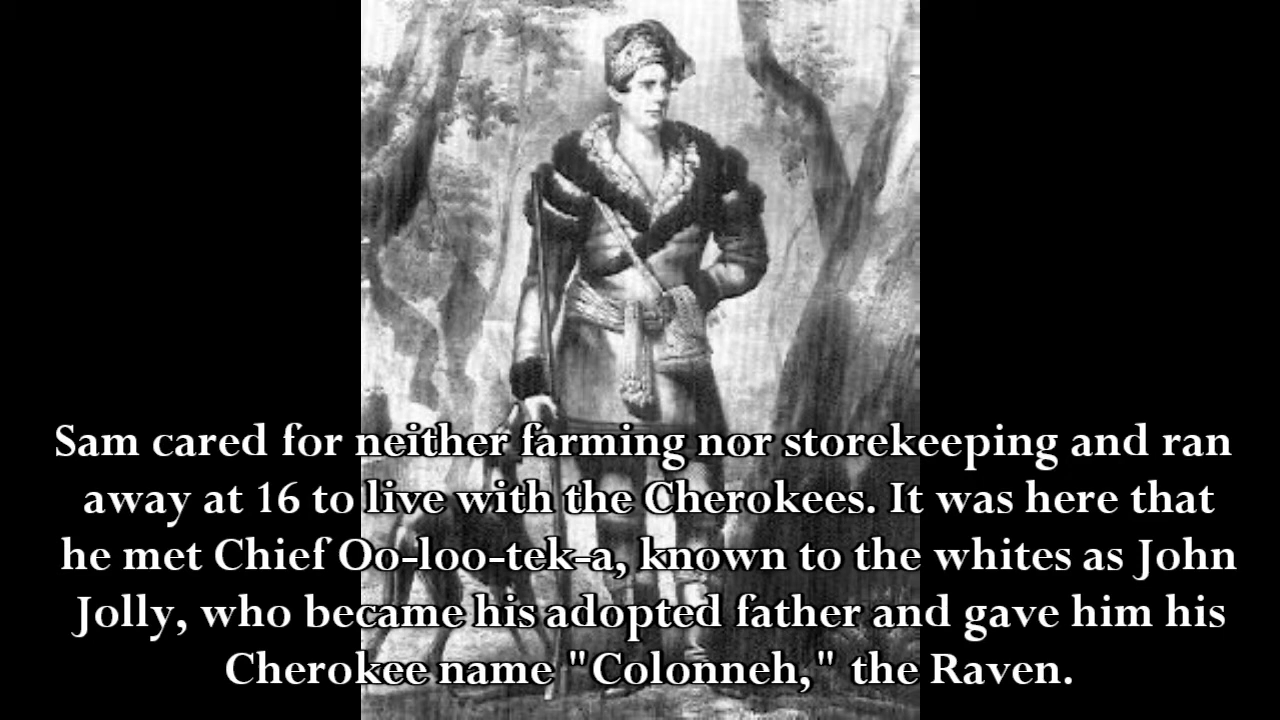 Sam cared for neither farming nor storekeeping and ran
away at 16 to live with the Cherokees. It was here that
he met Chief Oo-loo-tek-a, known to the whites as John
Jolly, who became his adopted father and gave him his
Cherokee name "Colonneh," the Raven.